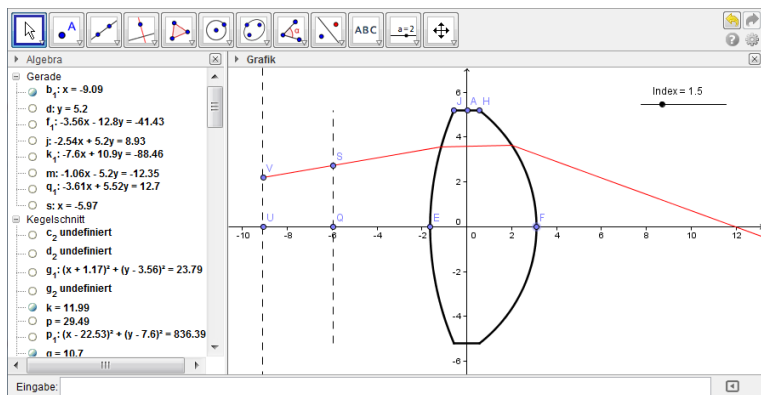 A
ABC
a=2
Algebra
Gerade
b₁: x = -9.09
d: y = 5.2
f₁: -3.56x - 12.8y = -41.43
j: -2.54x + 5.2y = 8.93
k₁: -7.6x + 10.9y = -88.46
m: -1.06x - 5.2y = -12.35
q₁: -3.61x + 5.52y = 12.7
s: x = -5.97
Kegelschnitt
c₂ undefiniert
d₂ undefiniert
g₁: (x + 1.17)² + (y - 3.56)² = 23.79
g₂ undefiniert
k = 11.99
p = 29.49
p₁: (x - 22.53)² + (y - 7.6)² = 836.39
q = 10.7
Grafik
Index = 1.5
6
J A H
4
S
V
2
U Q E 0 F
-10 -8 -6 -4 -2 0 2 4 6 8 10 12
-2
-4
-6
Eingabe: